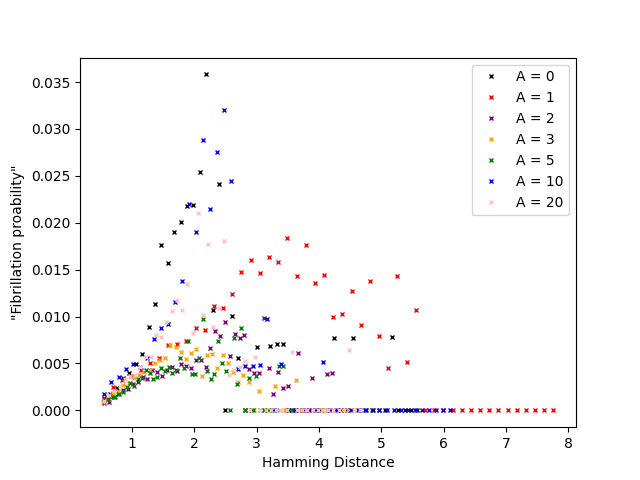 0.035
0.030
0.025
0.020
0.015
0.010
0.005
0.000
"Fibrillation proability"
1 2 3 4 5 6 7 8
Hamming Distance
A = 0
A = 1
A = 2
A = 3
A = 5
A = 10
A = 20